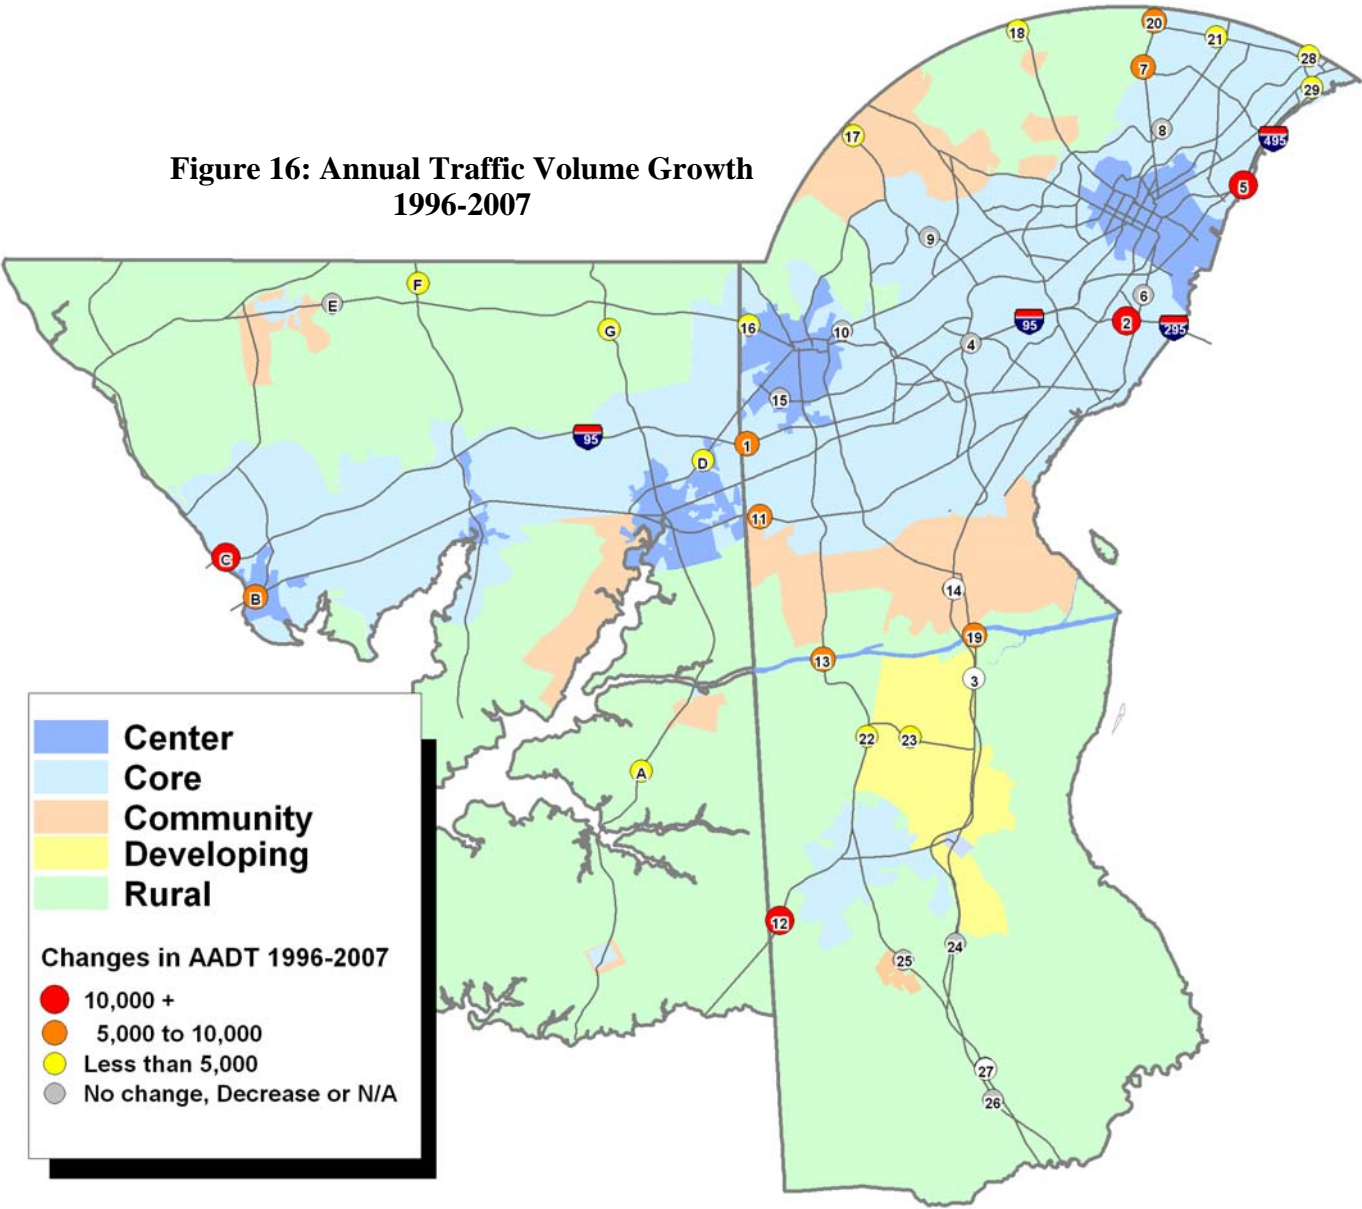 Figure 16: Annual Traffic Volume Growth
1996-2007
18
20
21
28
7
29
17
8
495
5
9
F
E
6
G
16
10
95
2
295
4
15
95
1
D
11
C
B
14
19
13
3
22
23
A
12
24
25
27
26
Center
Core
Community
Developing
Rural
Changes in AADT 1996-2007
10,000 +
5,000 to 10,000
Less than 5,000
No change, Decrease or N/A